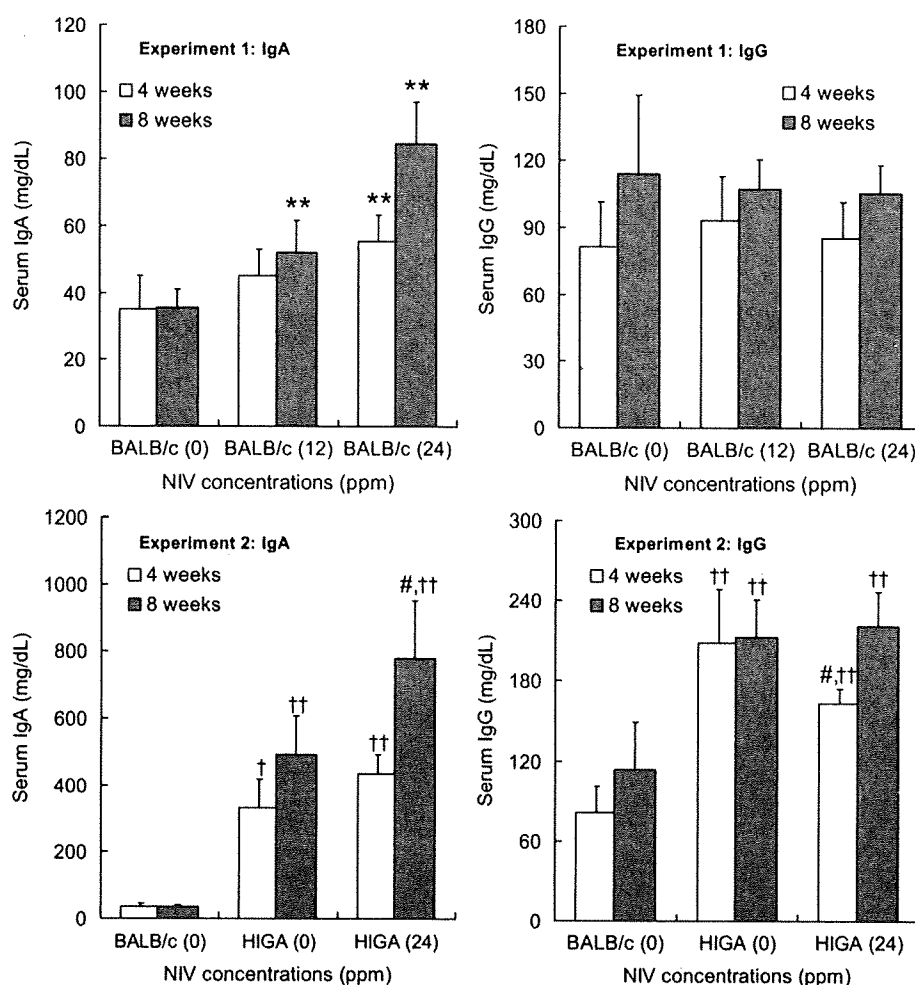 Experiment 1: IgA
4 weeks
8 weeks
Serum IgA (mg/dL)
120
100
80
60
40
20
0
**
**
**
BALB/c (0) BALB/c (12) BALB/c (24)
NIV concentrations (ppm)
Experiment 1: IgG
4 weeks
8 weeks
Serum IgG (mg/dL)
180
150
120
90
60
30
0
BALB/c (0) BALB/c (12) BALB/c (24)
NIV concentrations (ppm)
Experiment 2: IgA
4 weeks
8 weeks
Serum IgA (mg/dL)
1200
1000
800
600
400
200
0
†
††
††
#,††
BALB/c (0) HIGA (0) HIGA (24)
NIV concentrations (ppm)
Experiment 2: IgG
4 weeks
8 weeks
Serum IgG (mg/dL)
300
240
180
120
60
0
††
††
#,††
††
BALB/c (0) HIGA (0) HIGA (24)
NIV concentrations (ppm)